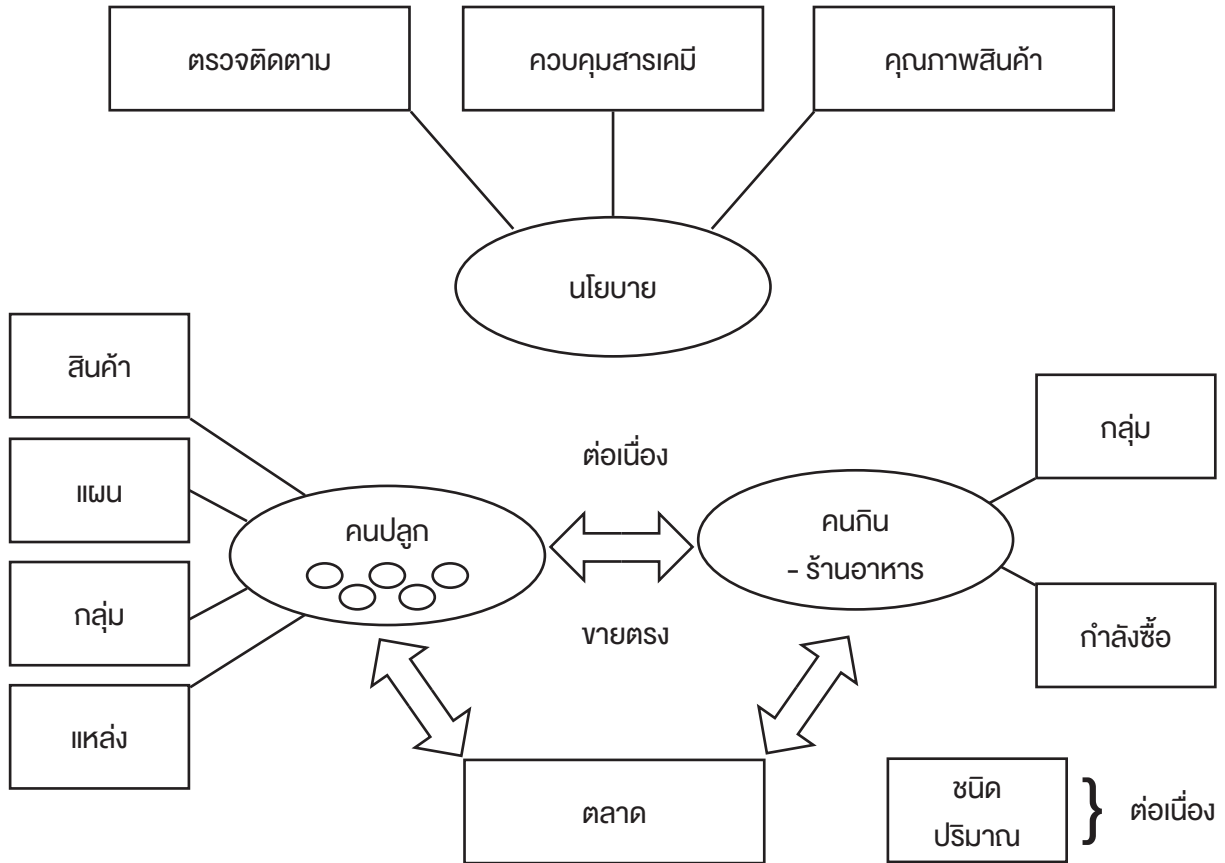 ตรวจติดตาม
ควบคุมสารเคมี
คุณภาพสินค้า
นโยบาย
สินค้า
แผน
กลุ่ม
แหล่ง
คนปลูก
ต่อเนื่อง
ขายตรง
คนกิน
- ร้านอาหาร
กลุ่ม
กำลังซื้อ
ตลาด
ชนิด
ปริมาณ
} ต่อเนื่อง